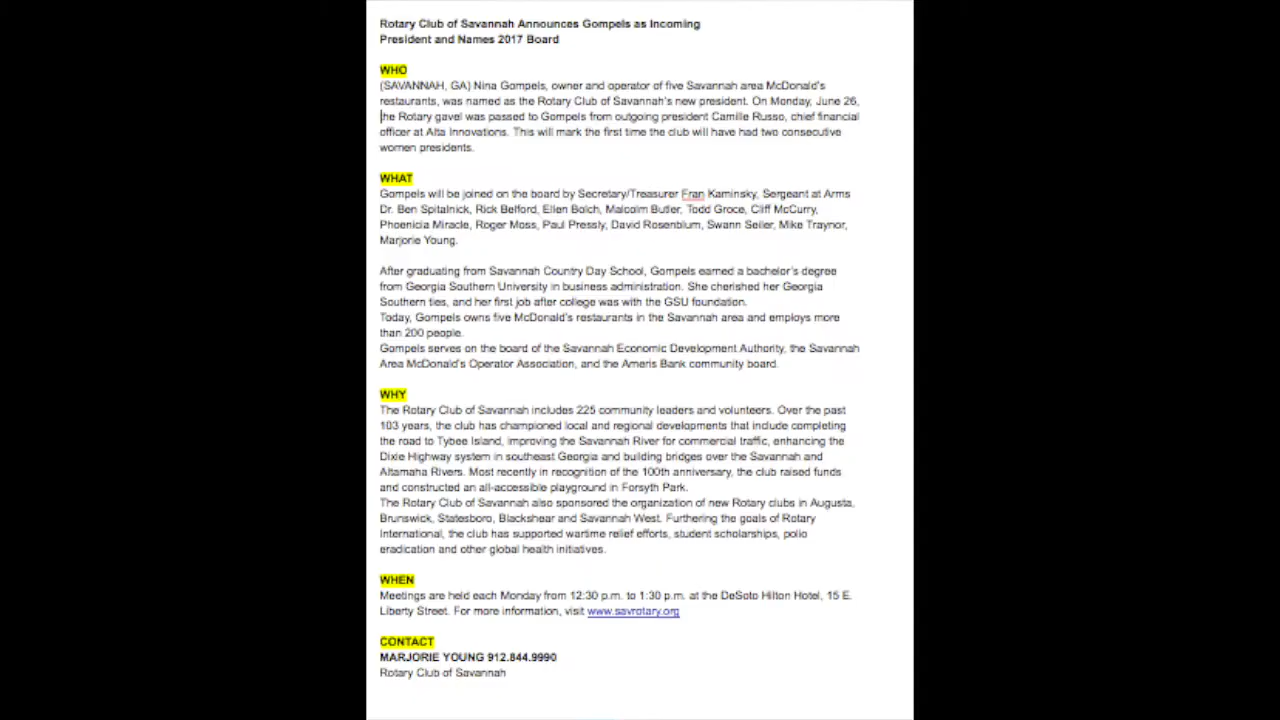 Rotary Club of Savannah Announces Gompels as Incoming
President and Names 2017 Board
WHO
(SAVANNAH, GA) Nina Gompels, owner and operator of five Savannah area McDonald's
restaurants, was named as the Rotary Club of Savannah's new president. On Monday, June 26,
the Rotary gavel was passed to Gompels from outgoing president Camille Russo, chief financial
officer at Alta Innovations. This will mark the first time the club will have had two consecutive
women presidents.
WHAT
Gompels will be joined on the board by Secretary/Treasurer Fran Kaminsky, Sergeant at Arms
Dr. Ben Spitalnick, Rick Belford, Ellen Bolch, Malcolm Butler, Todd Groce, Cliff McCurry,
Phoenicia Miracle, Roger Moss, Paul Pressly, David Rosenblum, Swann Seiler, Mike Traynor,
Marjorie Young.
After graduating from Savannah Country Day School, Gompels earned a bachelor's degree
from Georgia Southern University in business administration. She cherished her Georgia
Southern ties, and her first job after college was with the GSU foundation.
Today, Gompels owns five McDonald's restaurants in the Savannah area and employs more
than 200 people.
Gompels serves on the board of the Savannah Economic Development Authority, the Savannah
Area McDonald's Operator Association, and the Ameris Bank community board.
WHY
The Rotary Club of Savannah includes 225 community leaders and volunteers. Over the past
103 years, the club has championed local and regional developments that include completing
the road to Tybee Island, improving the Savannah River for commercial traffic, enhancing the
Dixie Highway system in southeast Georgia and building bridges over the Savannah and
Altamaha Rivers. Most recently in recognition of the 100th anniversary, the club raised funds
and constructed an all-accessible playground in Forsyth Park.
The Rotary Club of Savannah also sponsored the organization of new Rotary clubs in Augusta,
Brunswick, Statesboro, Blackshear and Savannah West. Furthering the goals of Rotary
International, the club has supported wartime relief efforts, student scholarships, polio
eradication and other global health initiatives.
WHEN
Meetings are held each Monday from 12:30 p.m. to 1:30 p.m. at the DeSoto Hilton Hotel, 15 E.
Liberty Street. For more information, visit www.savrotary.org
CONTACT
MARJORIE YOUNG 912.844.9990
Rotary Club of Savannah